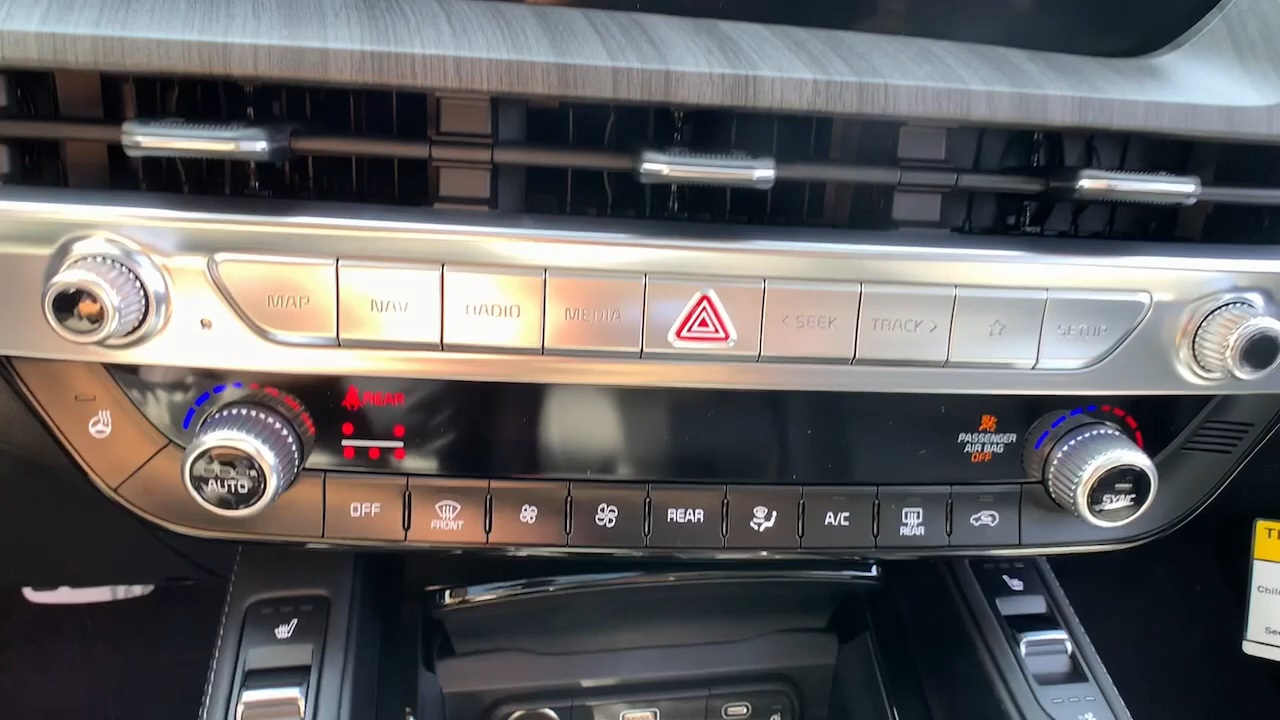 MAP
NAV
RADIO
MEDIA
< SEEK
TRACK >
SETUP
REAR
PASSENGER
AIR BAG
OFF
AUTO
SYNC
OFF
FRONT
REAR
A/C
REAR